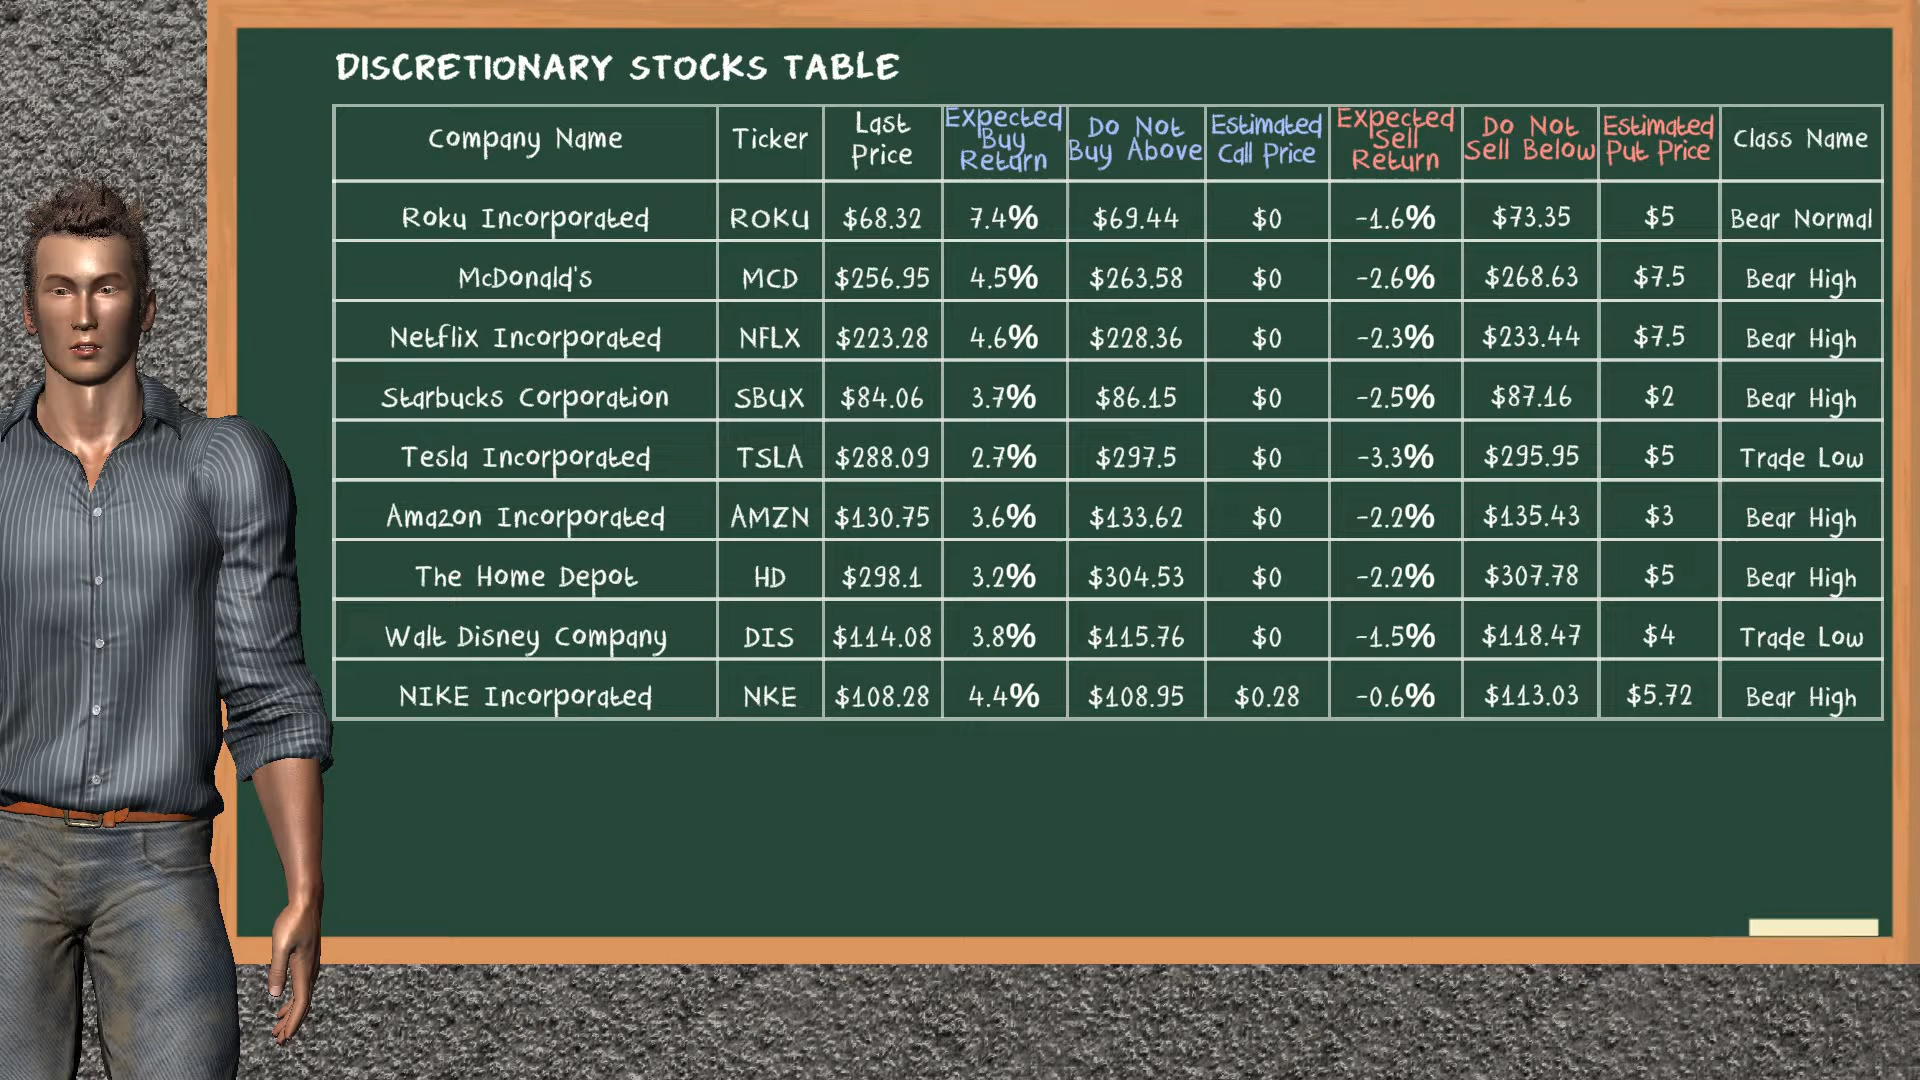 DISCRETIONARY STOCKS TABLE
Company Name Ticker Last Price Expected Buy Return Do Not Buy Above Estimated Call Price Expected Sell Return Do Not Sell Below Estimated Put Price Class Name
Roku Incorporated ROKU $68.32 7.4% $69.44 $0 -1.6% $73.35 $5 Bear Normal
McDonald's MCD $256.95 4.5% $263.58 $0 -2.6% $268.63 $7.5 Bear High
Netflix Incorporated NFLX $223.28 4.6% $228.36 $0 -2.3% $233.44 $7.5 Bear High
Starbucks Corporation SBUX $84.06 3.7% $86.15 $0 -2.5% $87.16 $2 Bear High
Tesla Incorporated TSLA $288.09 2.7% $297.5 $0 -3.3% $295.95 $5 Trade Low
Amazon Incorporated AMZN $130.75 3.6% $133.62 $0 -2.2% $135.43 $3 Bear High
The Home Depot HD $298.1 3.2% $304.53 $0 -2.2% $307.78 $5 Bear High
Walt Disney Company DIS $114.08 3.8% $115.76 $0 -1.5% $118.47 $4 Trade Low
NIKE Incorporated NKE $108.28 4.4% $108.95 $0.28 -0.6% $113.03 $5.72 Bear High